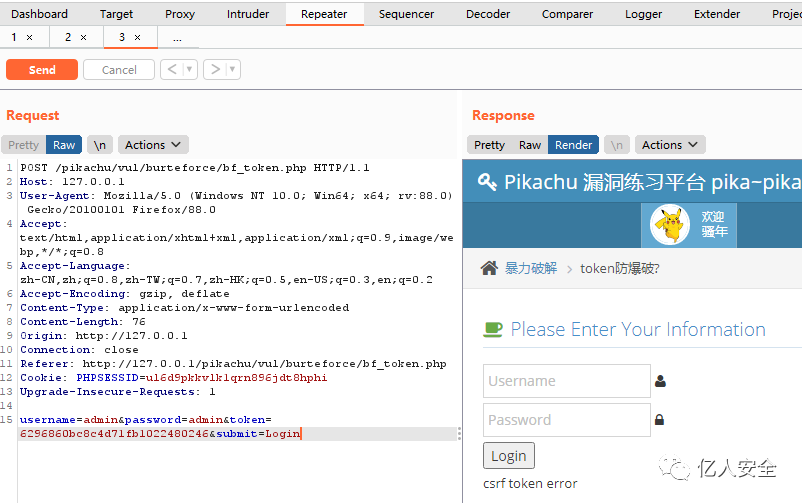 Dashboard Target Proxy Intruder Repeater Sequencer Decoder Comparer Logger Extender Projec
1 × 2 × 3 × ...
Send Cancel < > 
Request
Pretty Raw \n Actions
1 POST /pikachu/vul/burteforce/bf_token.php HTTP/1.1
2 Host: 127.0.0.1
3 User-Agent: Mozilla/5.0 (Windows NT 10.0; Win64; x64; rv:88.0)
Gecko/20100101 Firefox/88.0
4 Accept:
text/html,application/xhtml+xml,application/xml;q=0.9,image/we
bp,*/*;q=0.8
5 Accept-Language:
zh-CN,zh;q=0.8,zh-TW;q=0.7,zh-HK;q=0.5,en-US;q=0.3,en;q=0.2
6 Accept-Encoding: gzip, deflate
7 Content-Type: application/x-www-form-urlencoded
8 Content-Length: 76
9 Origin: http://127.0.0.1
10 Connection: close
11 Referer: http://127.0.0.1/pikachu/vul/burteforce/bf_token.php
12 Cookie: PHPSESSID=ul6d9pkkvlklqrn896jdt8hphi
13 Upgrade-Insecure-Requests: 1
14
15 username=admin&password=admin&token=
6296860bc8c4d71fb1022480246&submit=Login
Response
Pretty Raw Render \n Actions
Pikachu 漏洞练习平台 pika~pika
欢迎
骚年
暴力破解 > token防爆破?
Please Enter Your Information
Username
Password
Login
csrf token error
亿人安全